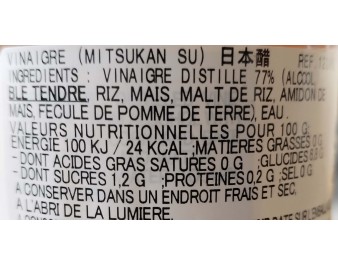 VINAIGRE (MITSUKAN SU) 日本酢 REF.
INGREDIENTS : VINAIGRE DISTILLE 77% (ALCOOL,
BLE TENDRE, RIZ, MAIS, MALT DE RIZ, AMIDON DE
MAIS, FECULE DE POMME DE TERRE), EAU.
VALEURS NUTRITIONNELLES POUR 100 G:
ENERGIE 100 KJ / 24 KCAL ;MATIERES GRASSES 0 G
- DONT ACIDES GRAS SATURES 0 G ;GLUCIDES
- DONT SUCRES 1,2 G ;PROTEINES 0,2 G ;SEL 0 G
A CONSERVER DANS UN ENDROIT FRAIS ET SEC,
A L'ABRI DE LA LUMIERE.